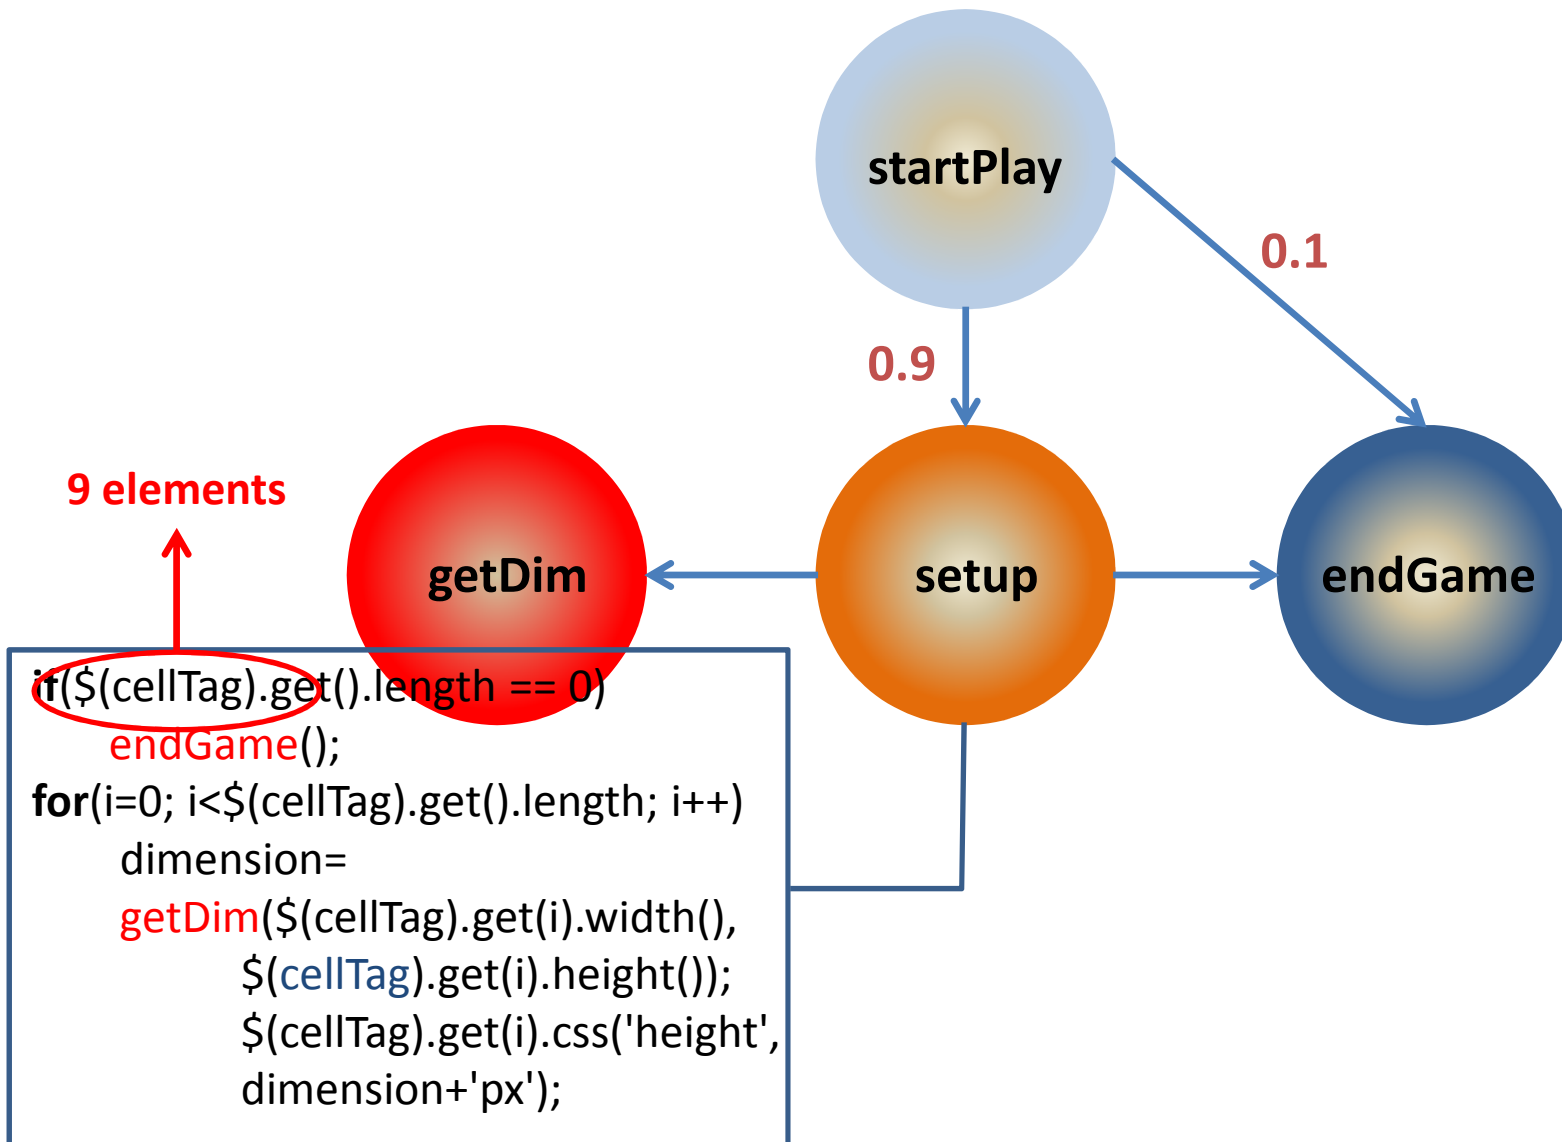 startPlay
0.1
0.9
9 elements
getDim
setup
endGame
if($(cellTag).get().length == 0)
endGame();
for(i=0; i<$(cellTag).get().length; i++)
dimension=
getDim($(cellTag).get(i).width(),
$(cellTag).get(i).height());
$(cellTag).get(i).css('height',
dimension+'px');